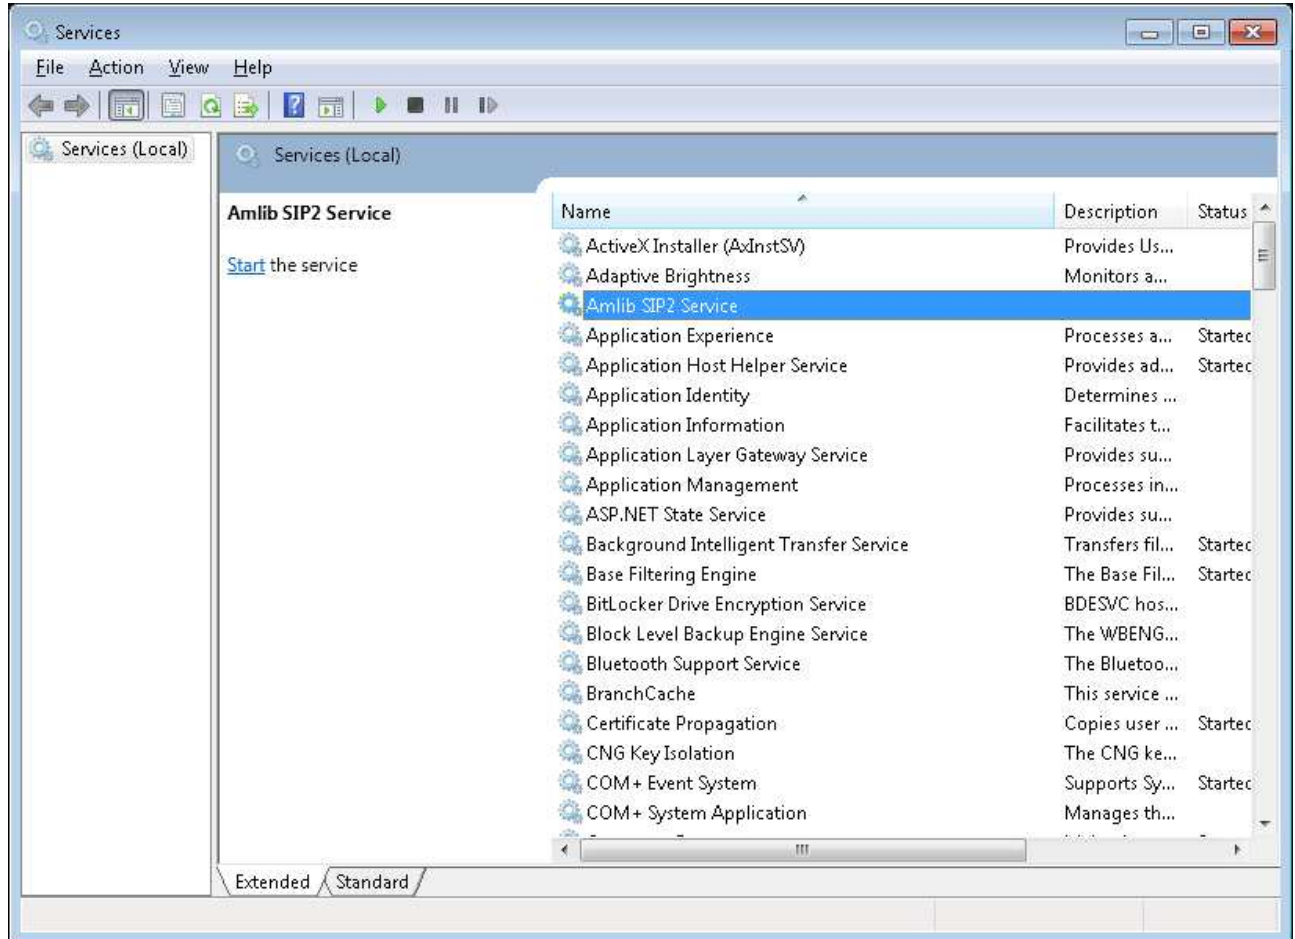 Services
File Action View Help
Services (Local)
Services (Local)
Amlib SIP2 Service
Start the service
Name Description Status
ActiveX Installer (AxInstSV) Provides Us...
Adaptive Brightness Monitors a...
Amlib SIP2 Service
Application Experience Processes a... Started
Application Host Helper Service Provides ad... Started
Application Identity Determines ...
Application Information Facilitates t...
Application Layer Gateway Service Provides su...
Application Management Processes in...
ASP.NET State Service Provides su...
Background Intelligent Transfer Service Transfers fil... Started
Base Filtering Engine The Base Fil... Started
BitLocker Drive Encryption Service BDESVC hos...
Block Level Backup Engine Service The WBENG...
Bluetooth Support Service The Bluetoo...
BranchCache This service ...
Certificate Propagation Copies user ... Started
CNG Key Isolation The CNG ke...
COM+ Event System Supports Sy... Started
COM+ System Application Manages th...
Extended Standard